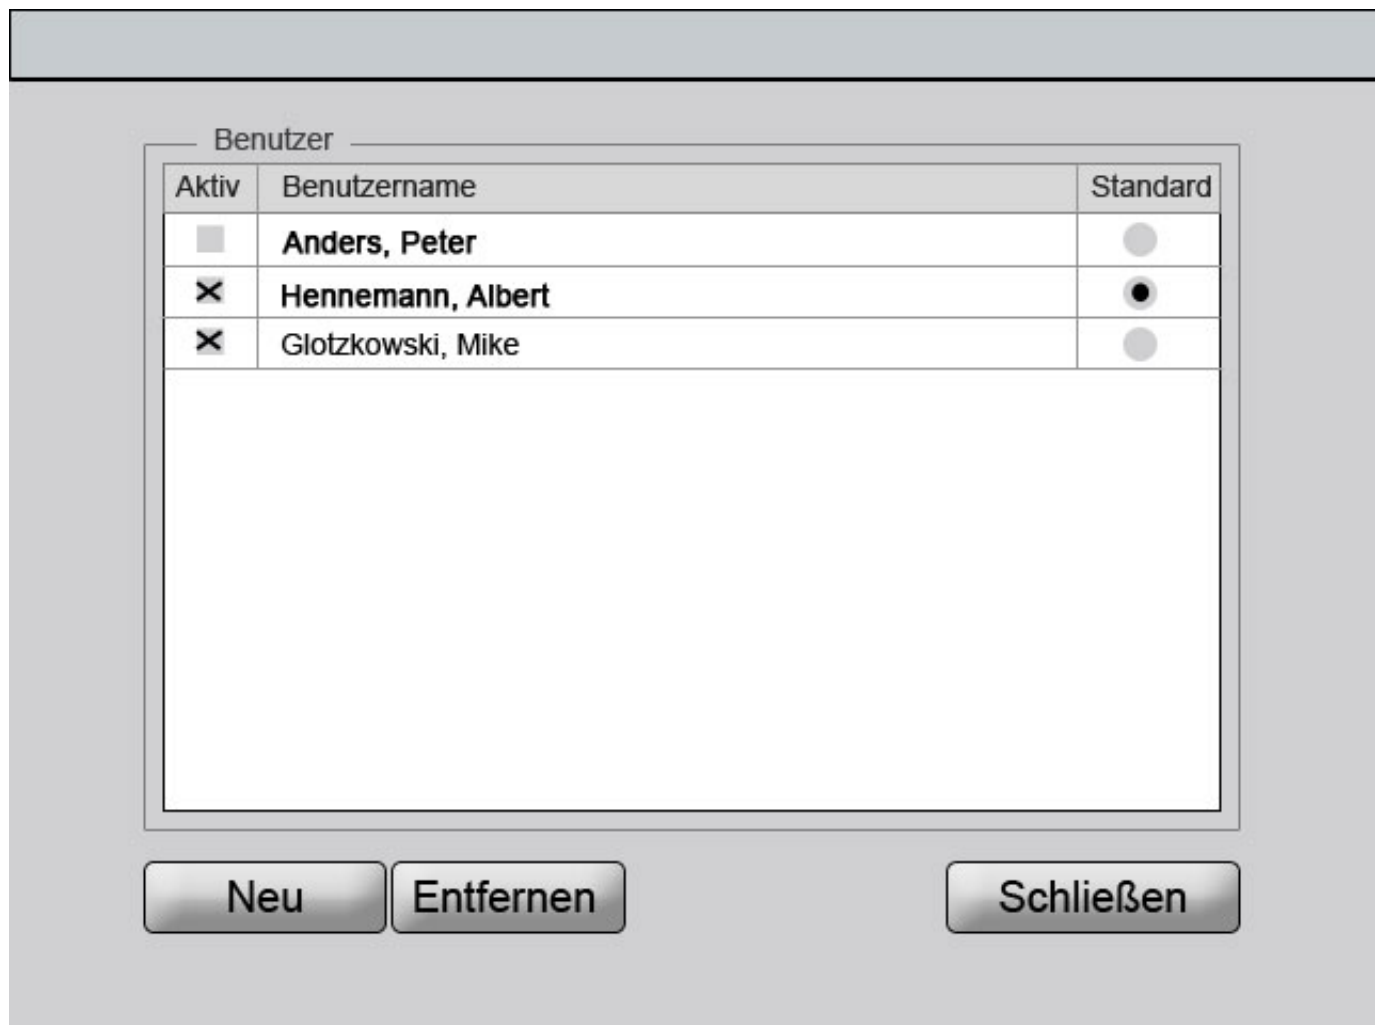 Benutzer
Aktiv Benutzername Standard
Anders, Peter
Hennemann, Albert
Glotzkowski, Mike
Neu Entfernen Schließen